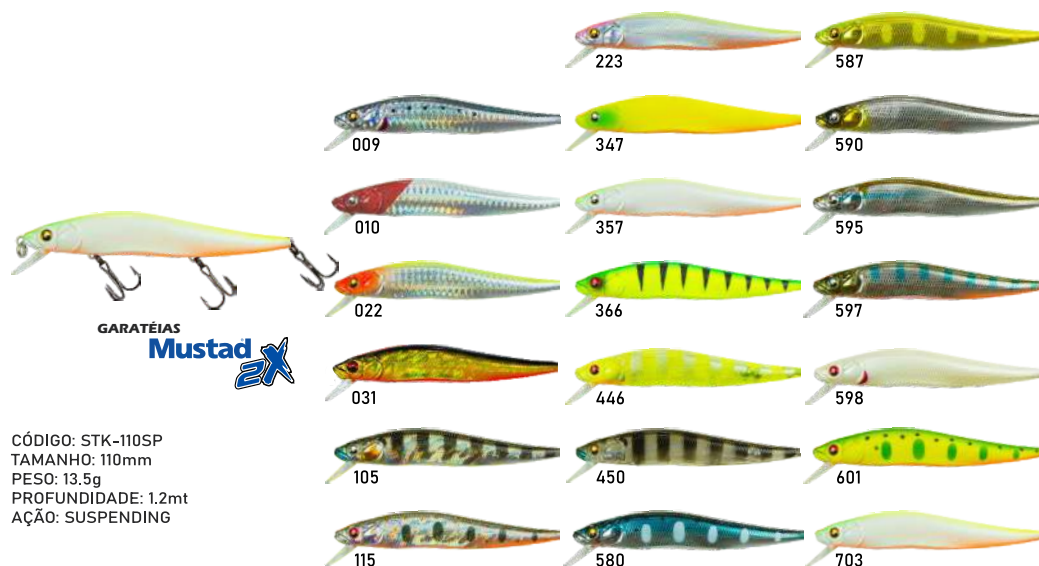 GARATÉIAS
Mustad
2X
CÓDIGO: STK-110SP
TAMANHO: 110mm
PESO: 13.5g
PROFUNDIDADE: 1.2mt
AÇÃO: SUSPENDING
009
010
022
031
105
115
223
347
357
366
446
450
580
587
590
595
597
598
601
703